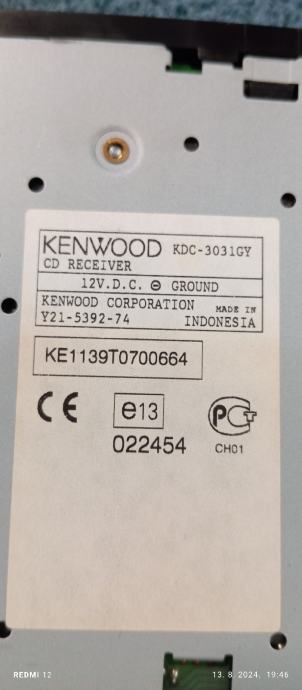 KENWOOD KDC-3031GY
CD RECEIVER
12V.D.C. ⊖ GROUND
KENWOOD CORPORATION MADE IN
Y21-5392-74 INDONESIA
KE1139T0700664
CE e13 PCT
022454 CH01
REDMI 12 13. 8. 2024. 19:46